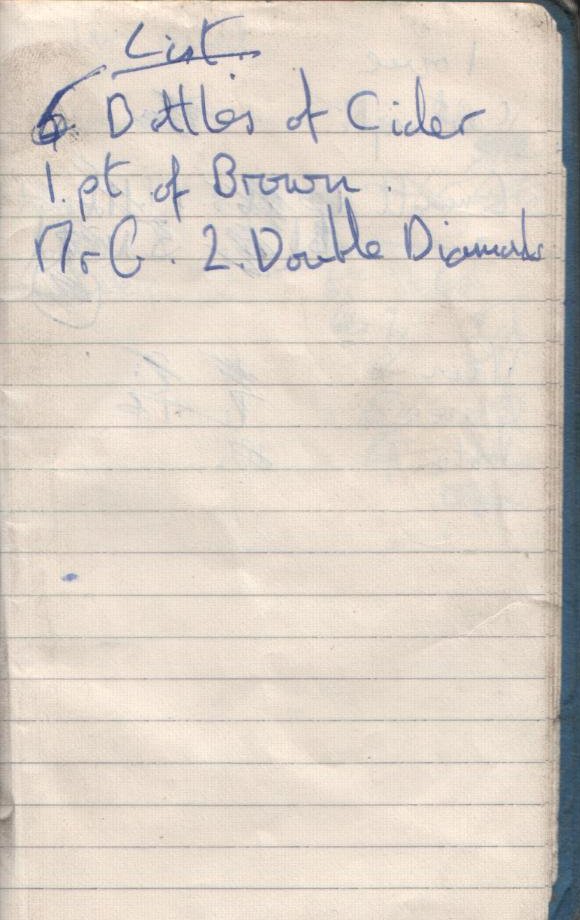 List.
6 Bottles of Cider
1. pt of Brown.
Mr G. 2. Double Diamonds